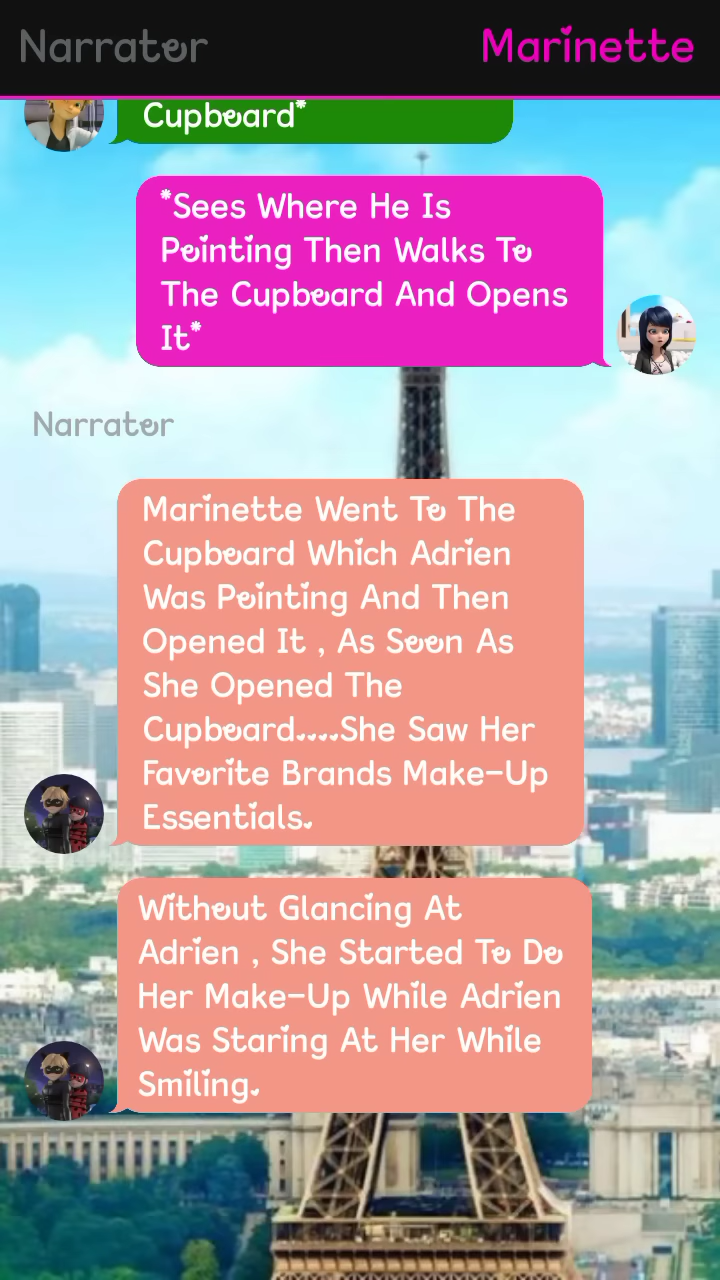 Narrator Marinette
Cupboard*
*Sees Where He Is
Pointing Then Walks To
The Cupboard And Opens
It*
Narrator
Marinette Went To The
Cupboard Which Adrien
Was Pointing And Then
Opened It , As Soon As
She Opened The
Cupboard....She Saw Her
Favorite Brands Make-Up
Essentials.
Without Glancing At
Adrien , She Started To Do
Her Make-Up While Adrien
Was Staring At Her While
Smiling.